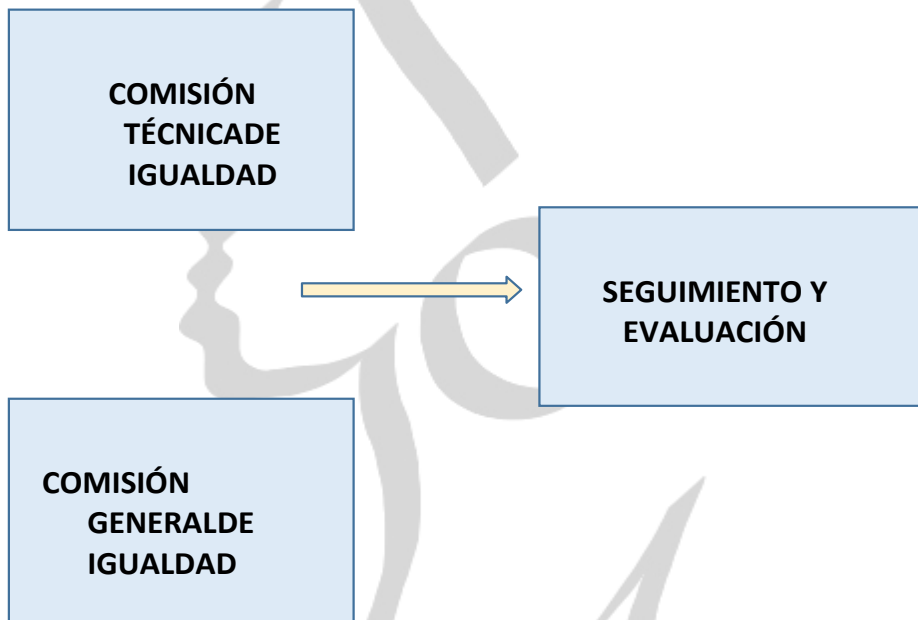 COMISIÓN
TÉCNICADE
IGUALDAD
SEGUIMIENTO Y
EVALUACIÓN
COMISIÓN
GENERALDE
IGUALDAD